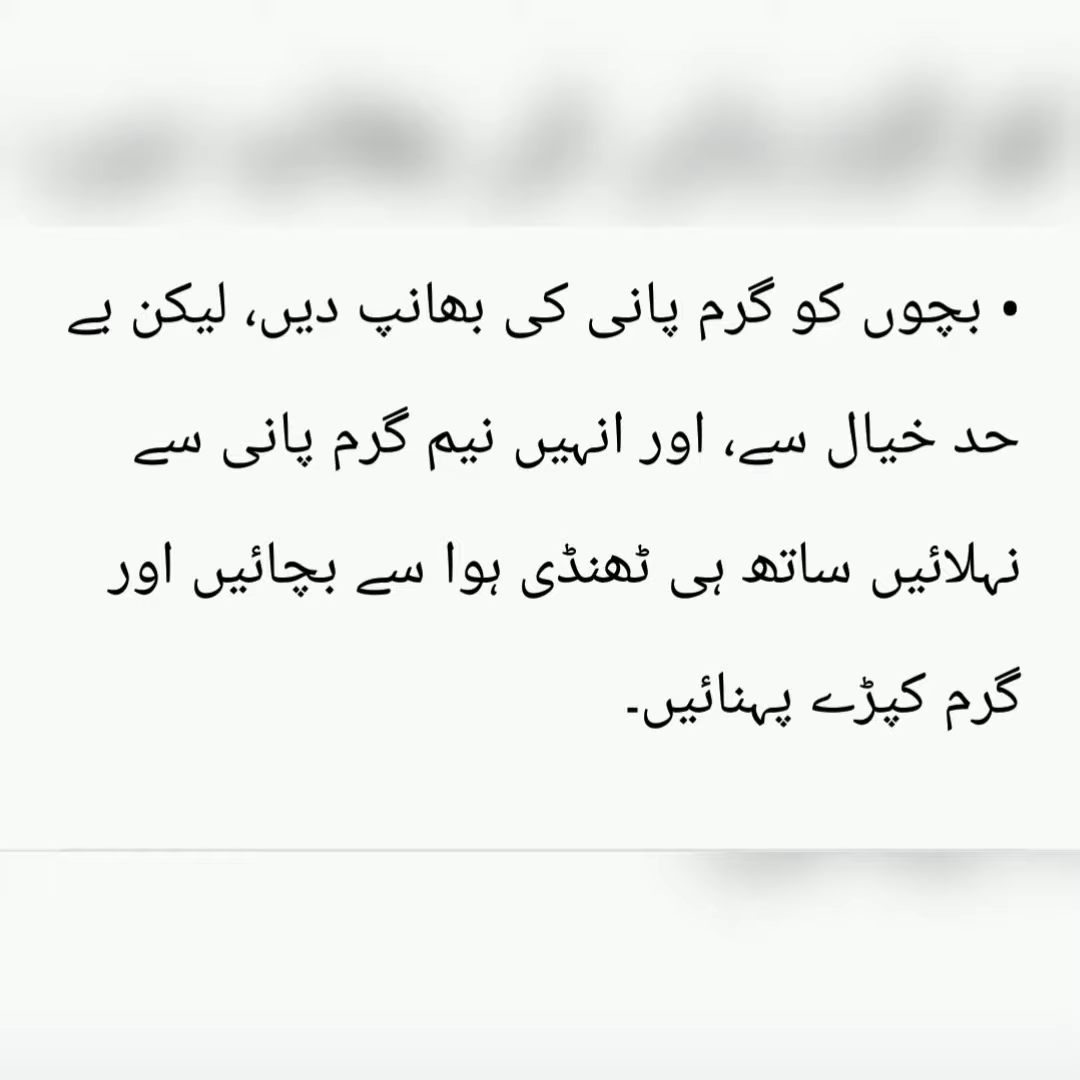 • بچوں کو گرم پانی کی بھانپ دیں، لیکن بے
حد خیال سے، اور انہیں نیم گرم پانی سے
نہلائیں ساتھ ہی ٹھنڈی ہوا سے بچائیں اور
گرم کپڑے پہنائیں۔